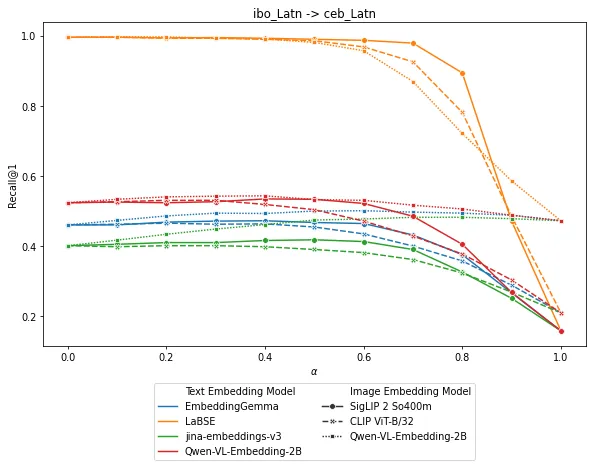 ibo_Latn -> ceb_Latn
Recall@1
1.0
0.8
0.6
0.4
0.2
0.0 0.2 0.4 0.6 0.8 1.0
α
Text Embedding Model Image Embedding Model
EmbeddingGemma SigLIP 2 So400m
LaBSE CLIP ViT-B/32
jina-embeddings-v3 Qwen-VL-Embedding-2B
Qwen-VL-Embedding-2B